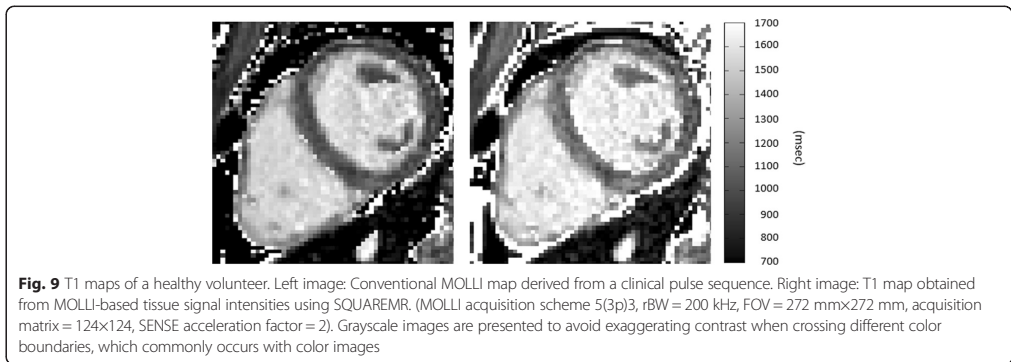 1700
1600
1500
1400
1300
1200
1100
1000
900
800
700
(msec)
Fig. 9 T1 maps of a healthy volunteer. Left image: Conventional MOLLI map derived from a clinical pulse sequence. Right image: T1 map obtained
from MOLLI-based tissue signal intensities using SQUAREMR. (MOLLI acquisition scheme 5(3p)3, rBW = 200 kHz, FOV = 272 mm×272 mm, acquisition
matrix = 124×124, SENSE acceleration factor = 2). Grayscale images are presented to avoid exaggerating contrast when crossing different color
boundaries, which commonly occurs with color images